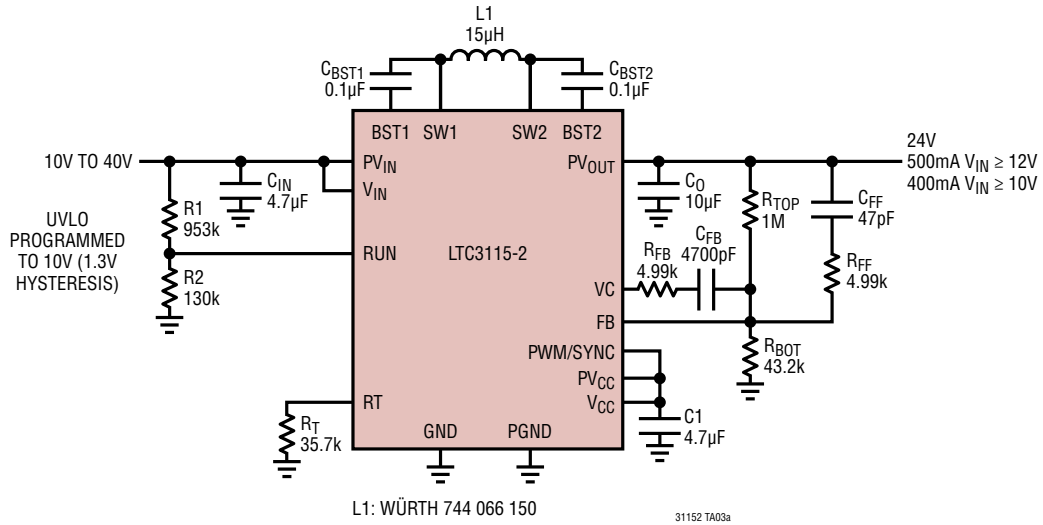 L1
15µH
CBST1
0.1µF
CBST2
0.1µF
BST1 SW1 SW2 BST2
10V TO 40V
PVIN
VIN
PVOUT
24V
500mA VIN ≥ 12V
400mA VIN ≥ 10V
CIN
4.7µF
CO
10µF
RTOP
1M
CFF
47pF
R1
953k
UVLO
PROGRAMMED
TO 10V (1.3V
HYSTERESIS)
RUN
LTC3115-2
RFB
4.99k
CFB
4700pF
RFF
4.99k
R2
130k
VC
FB
RBOT
43.2k
PWM/SYNC
PVCC
VCC
C1
4.7µF
RT
RT
35.7k
GND PGND
L1: WÜRTH 744 066 150
31152 TA03a